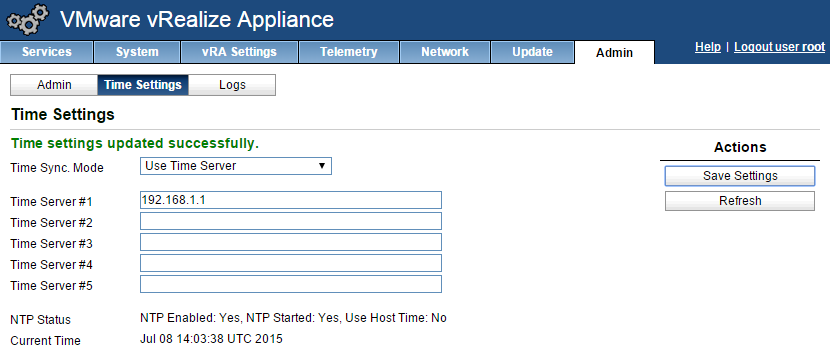 VMware vRealize Appliance
Services System vRA Settings Telemetry Network Update Admin Help | Logout user root
Admin Time Settings Logs
Time Settings
Time settings updated successfully.
Actions
Time Sync. Mode Use Time Server
Save Settings
Refresh
Time Server #1 192.168.1.1
Time Server #2
Time Server #3
Time Server #4
Time Server #5
NTP Status NTP Enabled: Yes, NTP Started: Yes, Use Host Time: No
Current Time Jul 08 14:03:38 UTC 2015